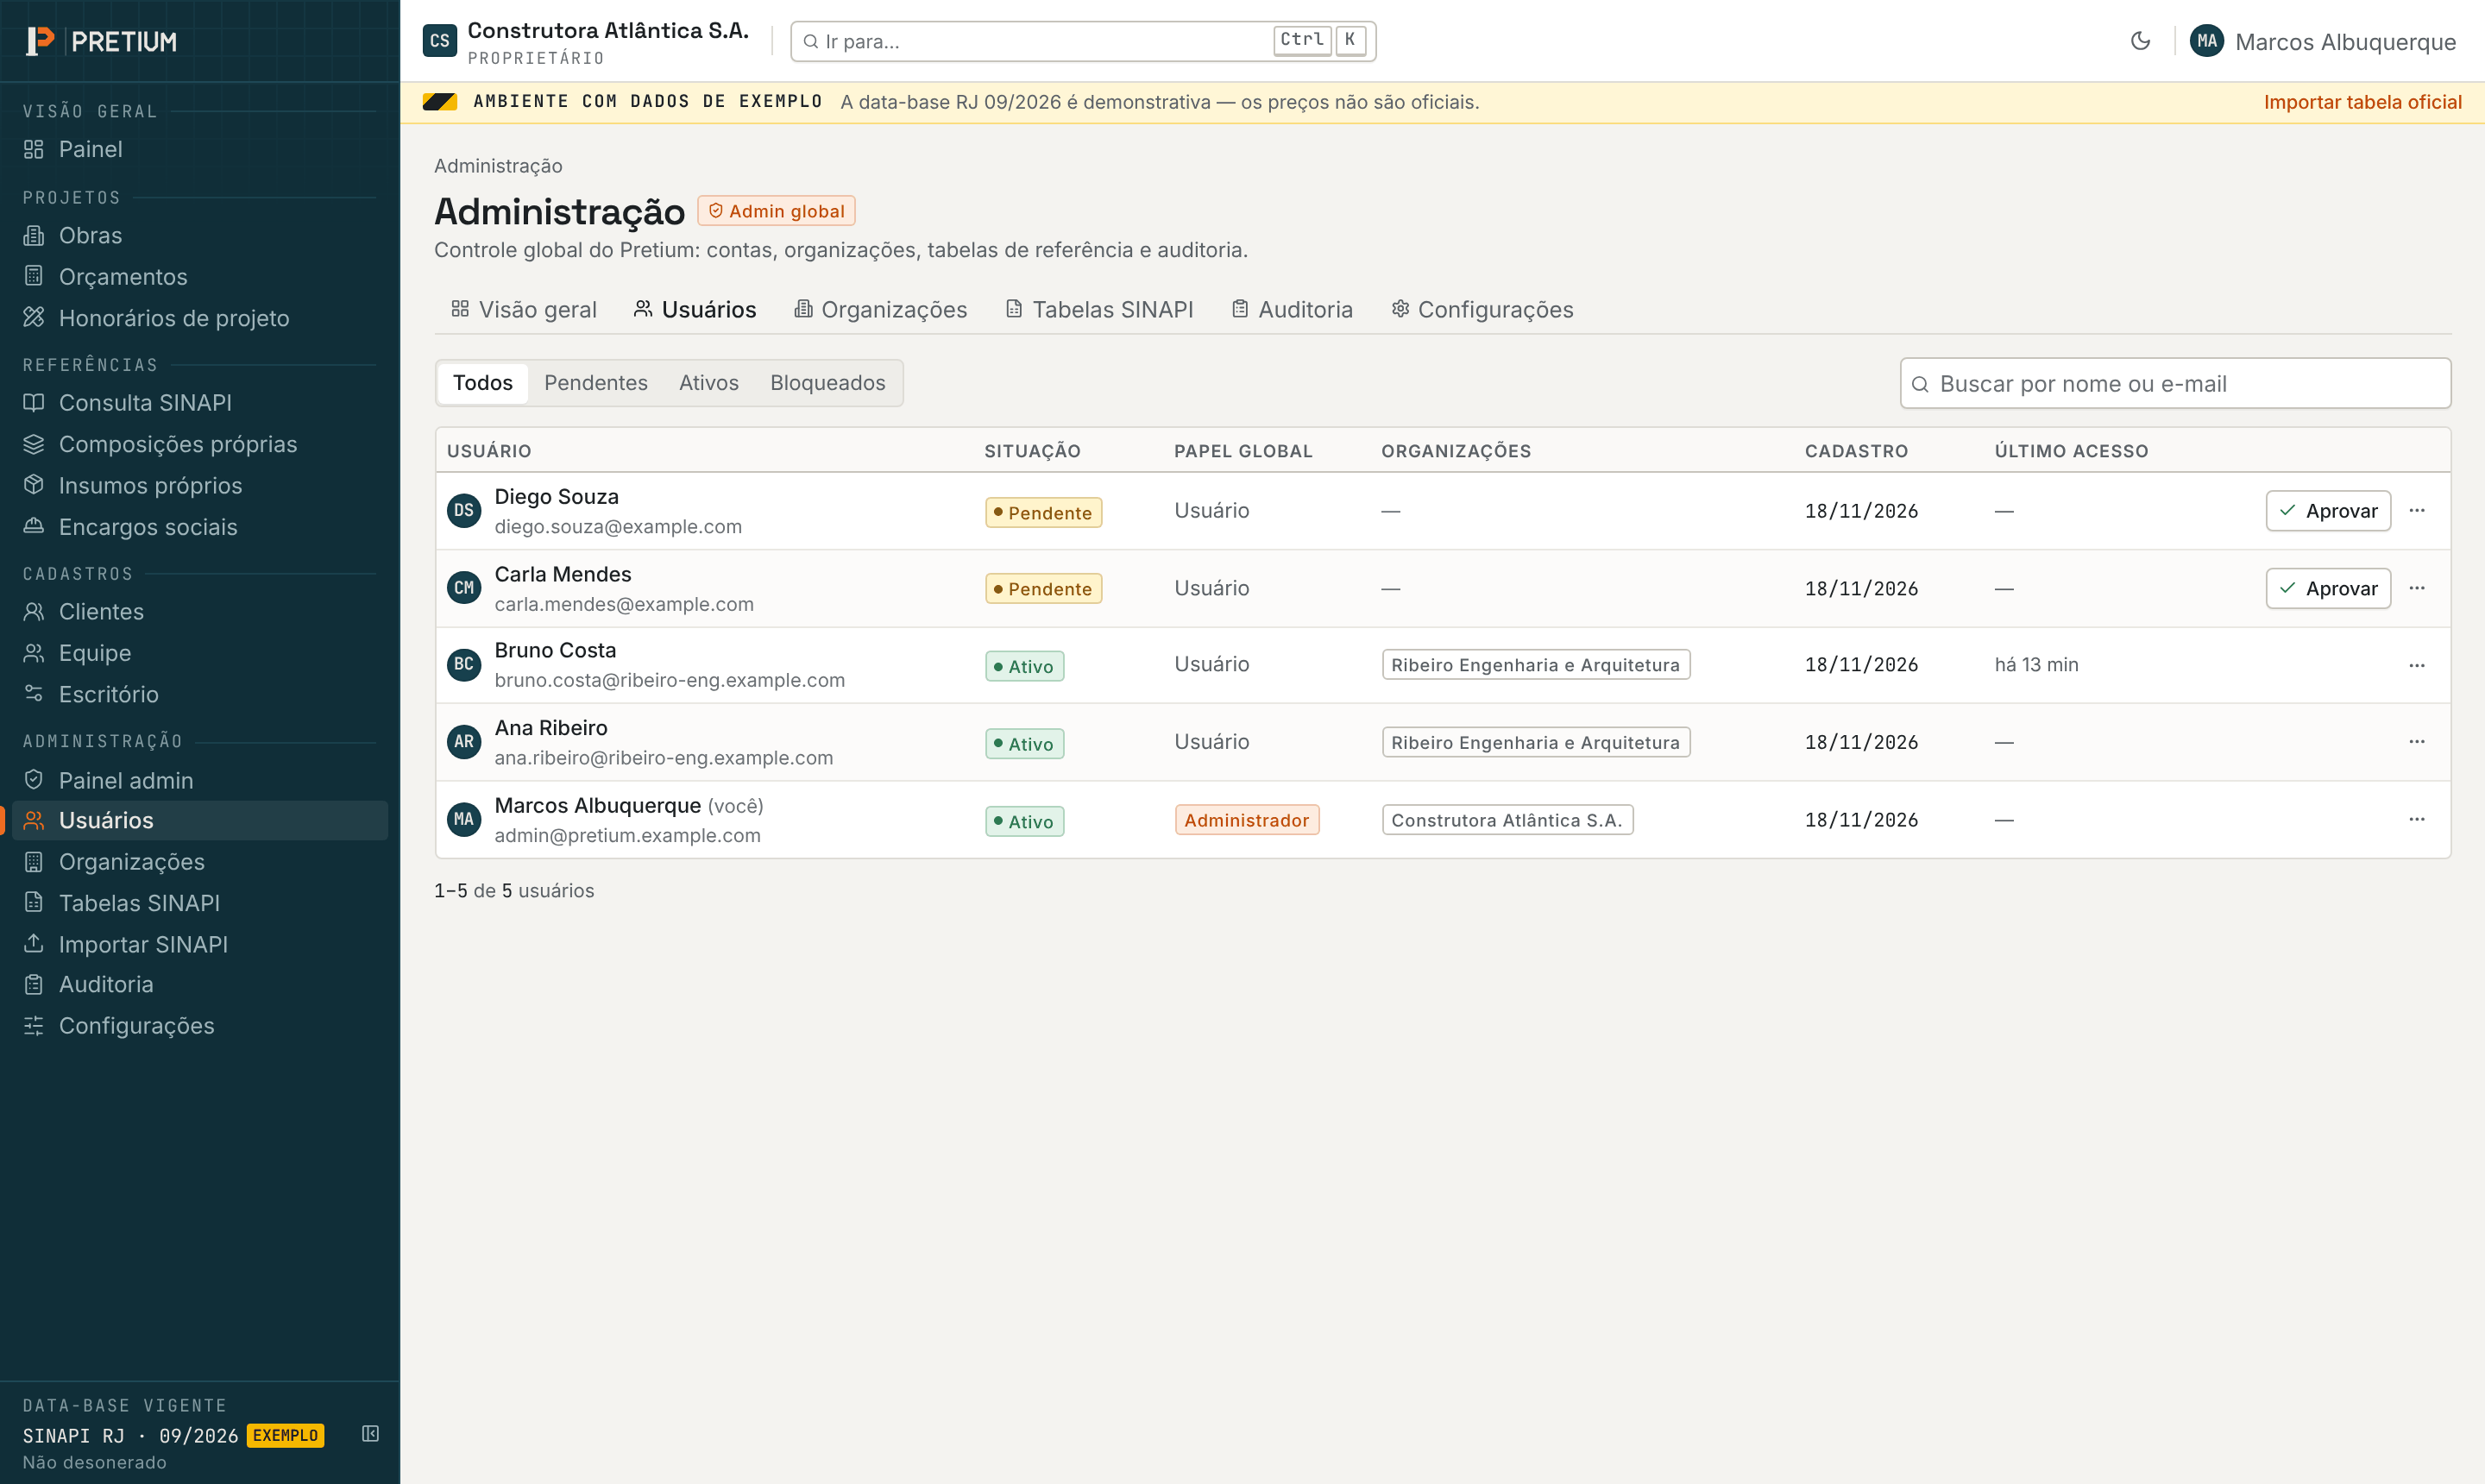 PRETIUM
VISÃO GERAL
Painel
PROJETOS
Obras
Orçamentos
Honorários de projeto
REFERÊNCIAS
Consulta SINAPI
Composições próprias
Insumos próprios
Encargos sociais
CADASTROS
Clientes
Equipe
Escritório
ADMINISTRAÇÃO
Painel admin
Usuários
Organizações
Tabelas SINAPI
Importar SINAPI
Auditoria
Configurações
DATA-BASE VIGENTE
SINAPI RJ · 09/2026 EXEMPLO
Não desonerado
CS Construtora Atlântica S.A.
PROPRIETÁRIO
Ir para... Ctrl K
MA Marcos Albuquerque
AMBIENTE COM DADOS DE EXEMPLO A data-base RJ 09/2026 é demonstrativa — os preços não são oficiais. Importar tabela oficial
Administração
Administração Admin global
Controle global do Pretium: contas, organizações, tabelas de referência e auditoria.
Visão geral Usuários Organizações Tabelas SINAPI Auditoria Configurações
Todos Pendentes Ativos Bloqueados Buscar por nome ou e-mail
USUÁRIO SITUAÇÃO PAPEL GLOBAL ORGANIZAÇÕES CADASTRO ÚLTIMO ACESSO
DS Diego Souza Pendente Usuário — 18/11/2026 — Aprovar ...
diego.souza@example.com
CM Carla Mendes Pendente Usuário — 18/11/2026 — Aprovar ...
carla.mendes@example.com
BC Bruno Costa Ativo Usuário Ribeiro Engenharia e Arquitetura 18/11/2026 há 13 min ...
bruno.costa@ribeiro-eng.example.com
AR Ana Ribeiro Ativo Usuário Ribeiro Engenharia e Arquitetura 18/11/2026 — ...
ana.ribeiro@ribeiro-eng.example.com
MA Marcos Albuquerque (você) Ativo Administrador Construtora Atlântica S.A. 18/11/2026 — ...
admin@pretium.example.com
1–5 de 5 usuários